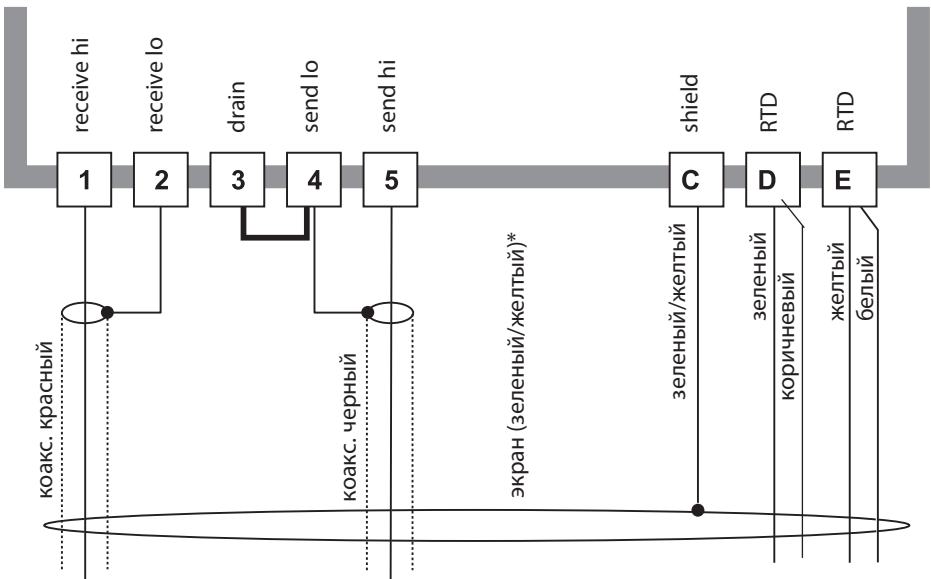 receive hi
receive lo
drain
send lo
send hi
shield
RTD
RTD
1
2
3
4
5
C
D
E
коакс. красный
коакс. черный
экран (зеленый/желтый)*
зеленый/желтый
зеленый
коричневый
желтый
белый